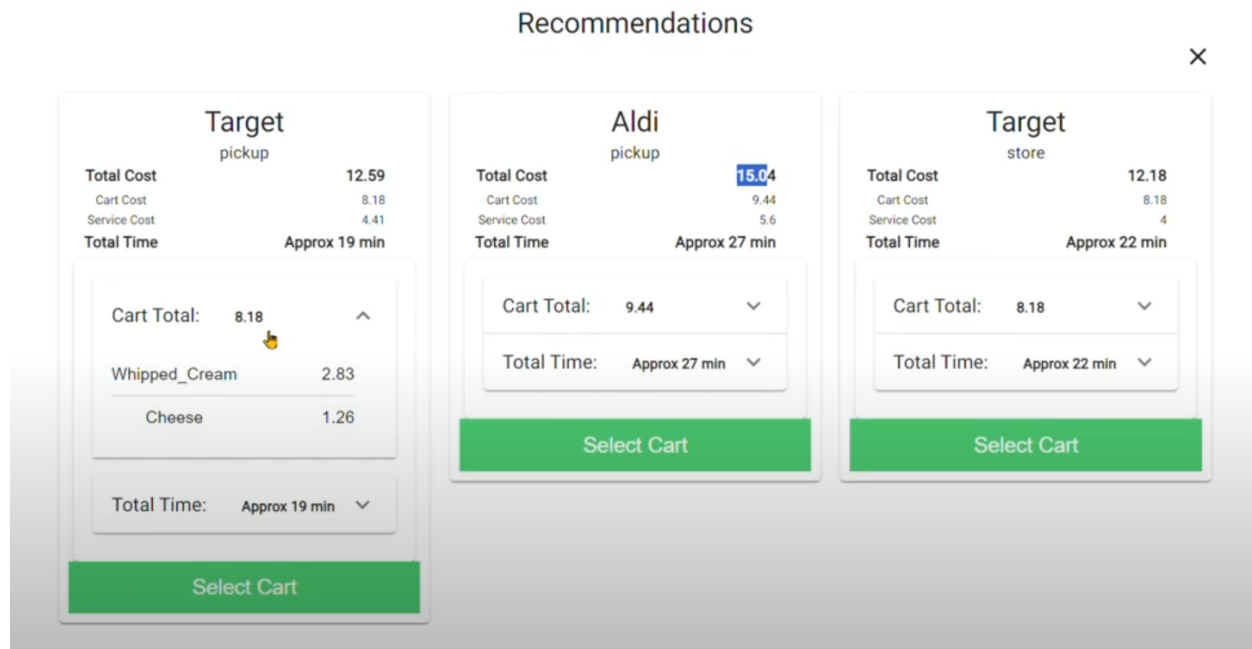 Recommendations
Target
pickup
Total Cost 12.59
Cart Cost 8.18
Service Cost 4.41
Total Time Approx 19 min
Cart Total: 8.18
Whipped_Cream 2.83
Cheese 1.26
Total Time: Approx 19 min
Select Cart
Aldi
pickup
Total Cost 15.04
Cart Cost 9.44
Service Cost 5.6
Total Time Approx 27 min
Cart Total: 9.44
Total Time: Approx 27 min
Select Cart
Target
store
Total Cost 12.18
Cart Cost 8.18
Service Cost 4
Total Time Approx 22 min
Cart Total: 8.18
Total Time: Approx 22 min
Select Cart